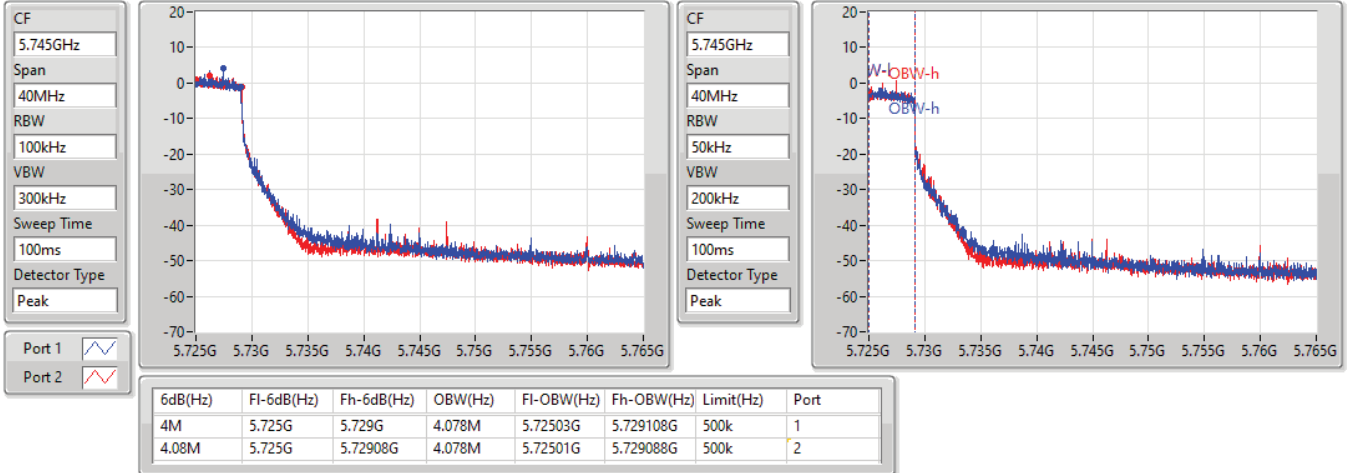 CF
5.745GHz
Span
40MHz
RBW
100kHz
VBW
300kHz
Sweep Time
100ms
Detector Type
Peak
20
10
0
-10
-20
-30
-40
-50
-60
-70
5.725G 5.73G 5.735G 5.74G 5.745G 5.75G 5.755G 5.76G 5.765G
CF
5.745GHz
Span
40MHz
RBW
50kHz
VBW
200kHz
Sweep Time
100ms
Detector Type
Peak
20
10
0
-10
-20
-30
-40
-50
-60
-70
W-l OBW-h
OBW-h
5.725G 5.73G 5.735G 5.74G 5.745G 5.75G 5.755G 5.76G 5.765G
Port 1
Port 2
6dB(Hz) Fl-6dB(Hz) Fh-6dB(Hz) OBW(Hz) Fl-OBW(Hz) Fh-OBW(Hz) Limit(Hz) Port
4M 5.725G 5.729G 4.078M 5.72503G 5.729108G 500k 1
4.08M 5.725G 5.72908G 4.078M 5.72501G 5.729088G 500k 2